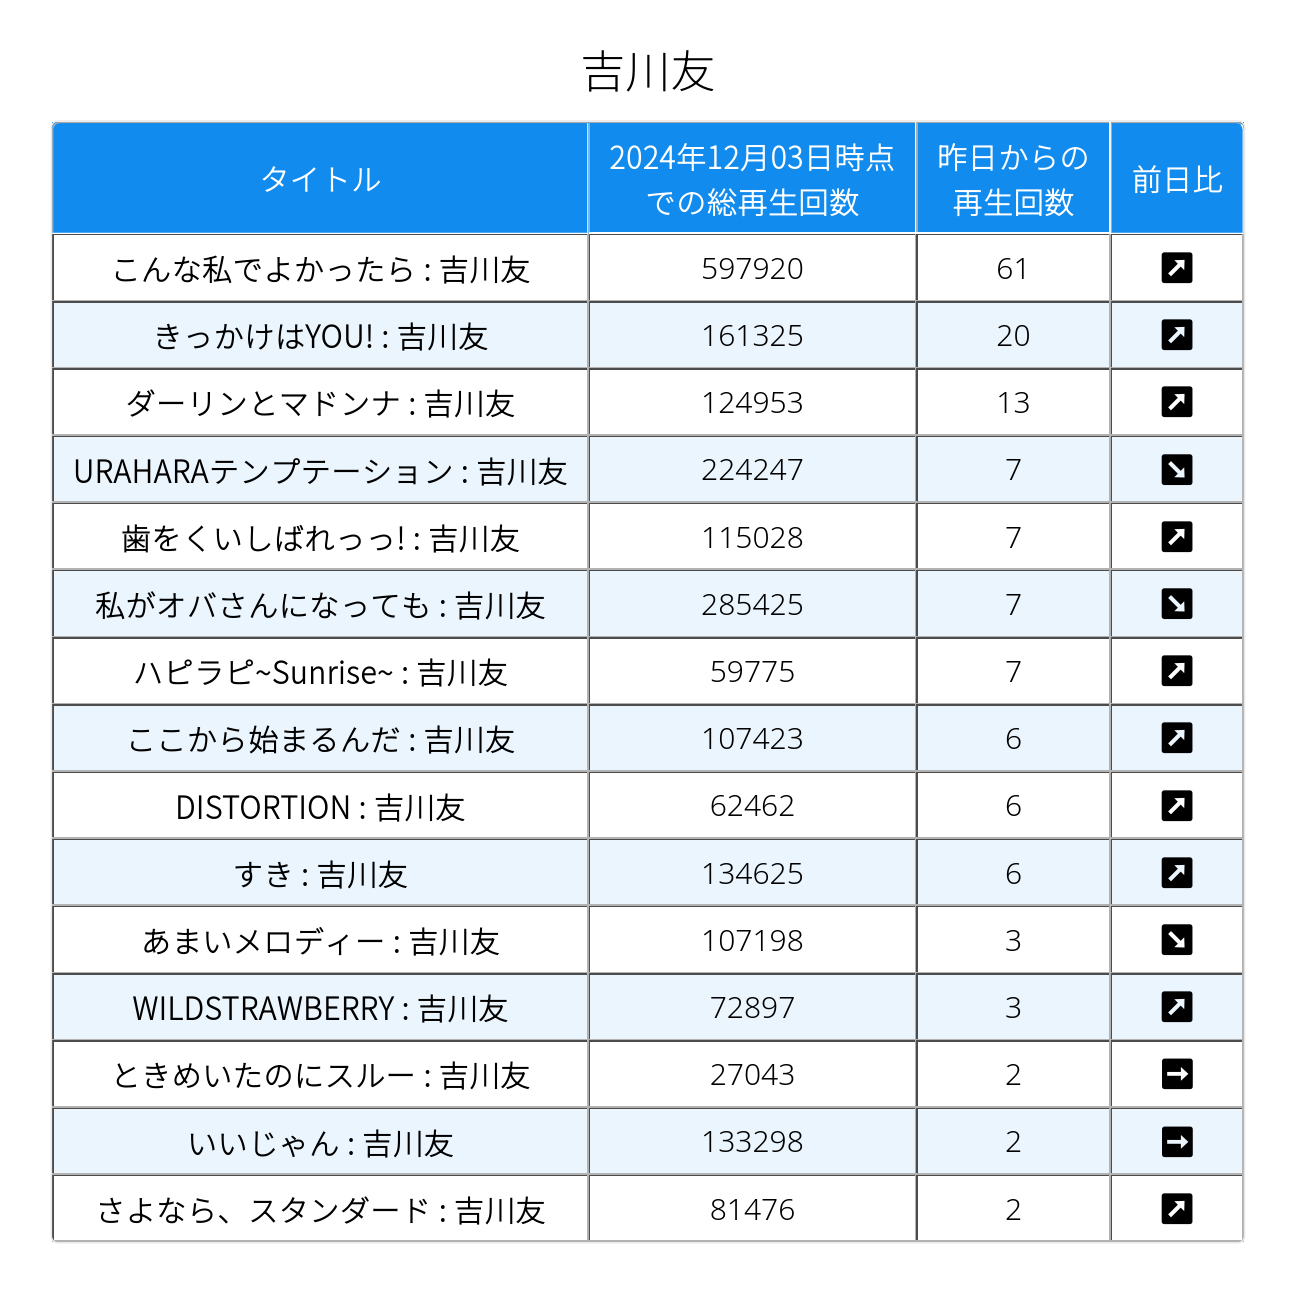 吉川友
タイトル
2024年12月03日時点
での総再生回数
昨日からの
再生回数
前日比
こんな私でよかったら : 吉川友 597920 61 ↗
きっかけはYOU! : 吉川友 161325 20 ↗
ダーリンとマドンナ : 吉川友 124953 13 ↗
URAHARAテンプテーション : 吉川友 224247 7 ↘
歯をくいしばれっっ! : 吉川友 115028 7 ↗
私がオバさんになっても : 吉川友 285425 7 ↘
ハピラピ~Sunrise~ : 吉川友 59775 7 ↗
ここから始まるんだ : 吉川友 107423 6 ↗
DISTORTION : 吉川友 62462 6 ↗
すき : 吉川友 134625 6 ↗
あまいメロディー : 吉川友 107198 3 ↘
WILDSTRAWBERRY : 吉川友 72897 3 ↗
ときめいたのにスルー : 吉川友 27043 2 →
いいじゃん : 吉川友 133298 2 →
さよなら、スタンダード : 吉川友 81476 2 ↗